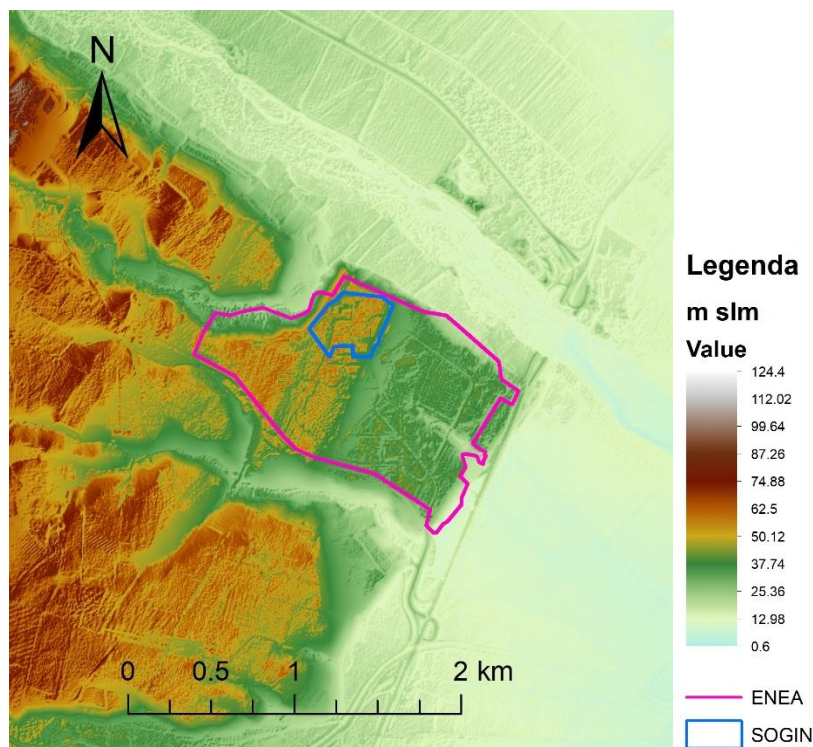 N
Legenda
m slm
Value
124.4
112.02
99.64
87.26
74.88
62.5
50.12
37.74
25.36
12.98
0.6
0 0.5 1 2 km
ENEA
SOGIN